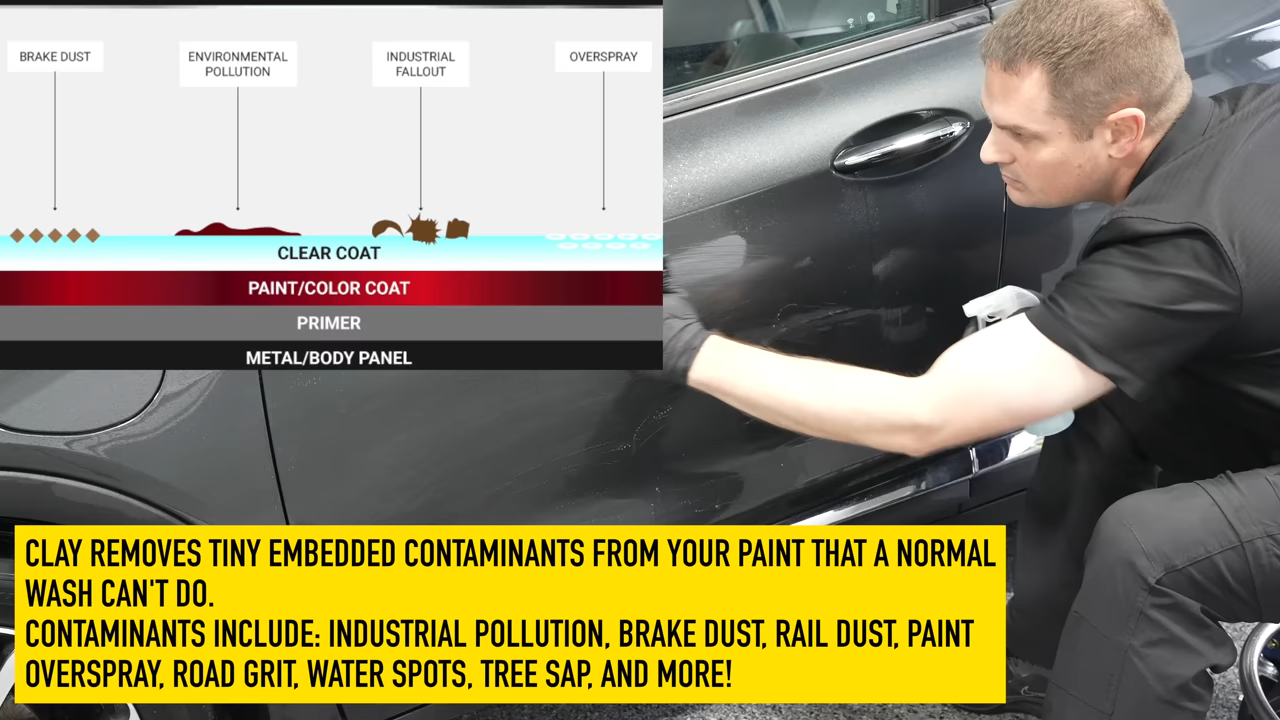 BRAKE DUST
ENVIRONMENTAL
POLLUTION
INDUSTRIAL
FALLOUT
OVERSPRAY
CLEAR COAT
PAINT/COLOR COAT
PRIMER
METAL/BODY PANEL
CLAY REMOVES TINY EMBEDDED CONTAMINANTS FROM YOUR PAINT THAT A NORMAL
WASH CAN'T DO.
CONTAMINANTS INCLUDE: INDUSTRIAL POLLUTION, BRAKE DUST, RAIL DUST, PAINT
OVERSPRAY, ROAD GRIT, WATER SPOTS, TREE SAP, AND MORE!